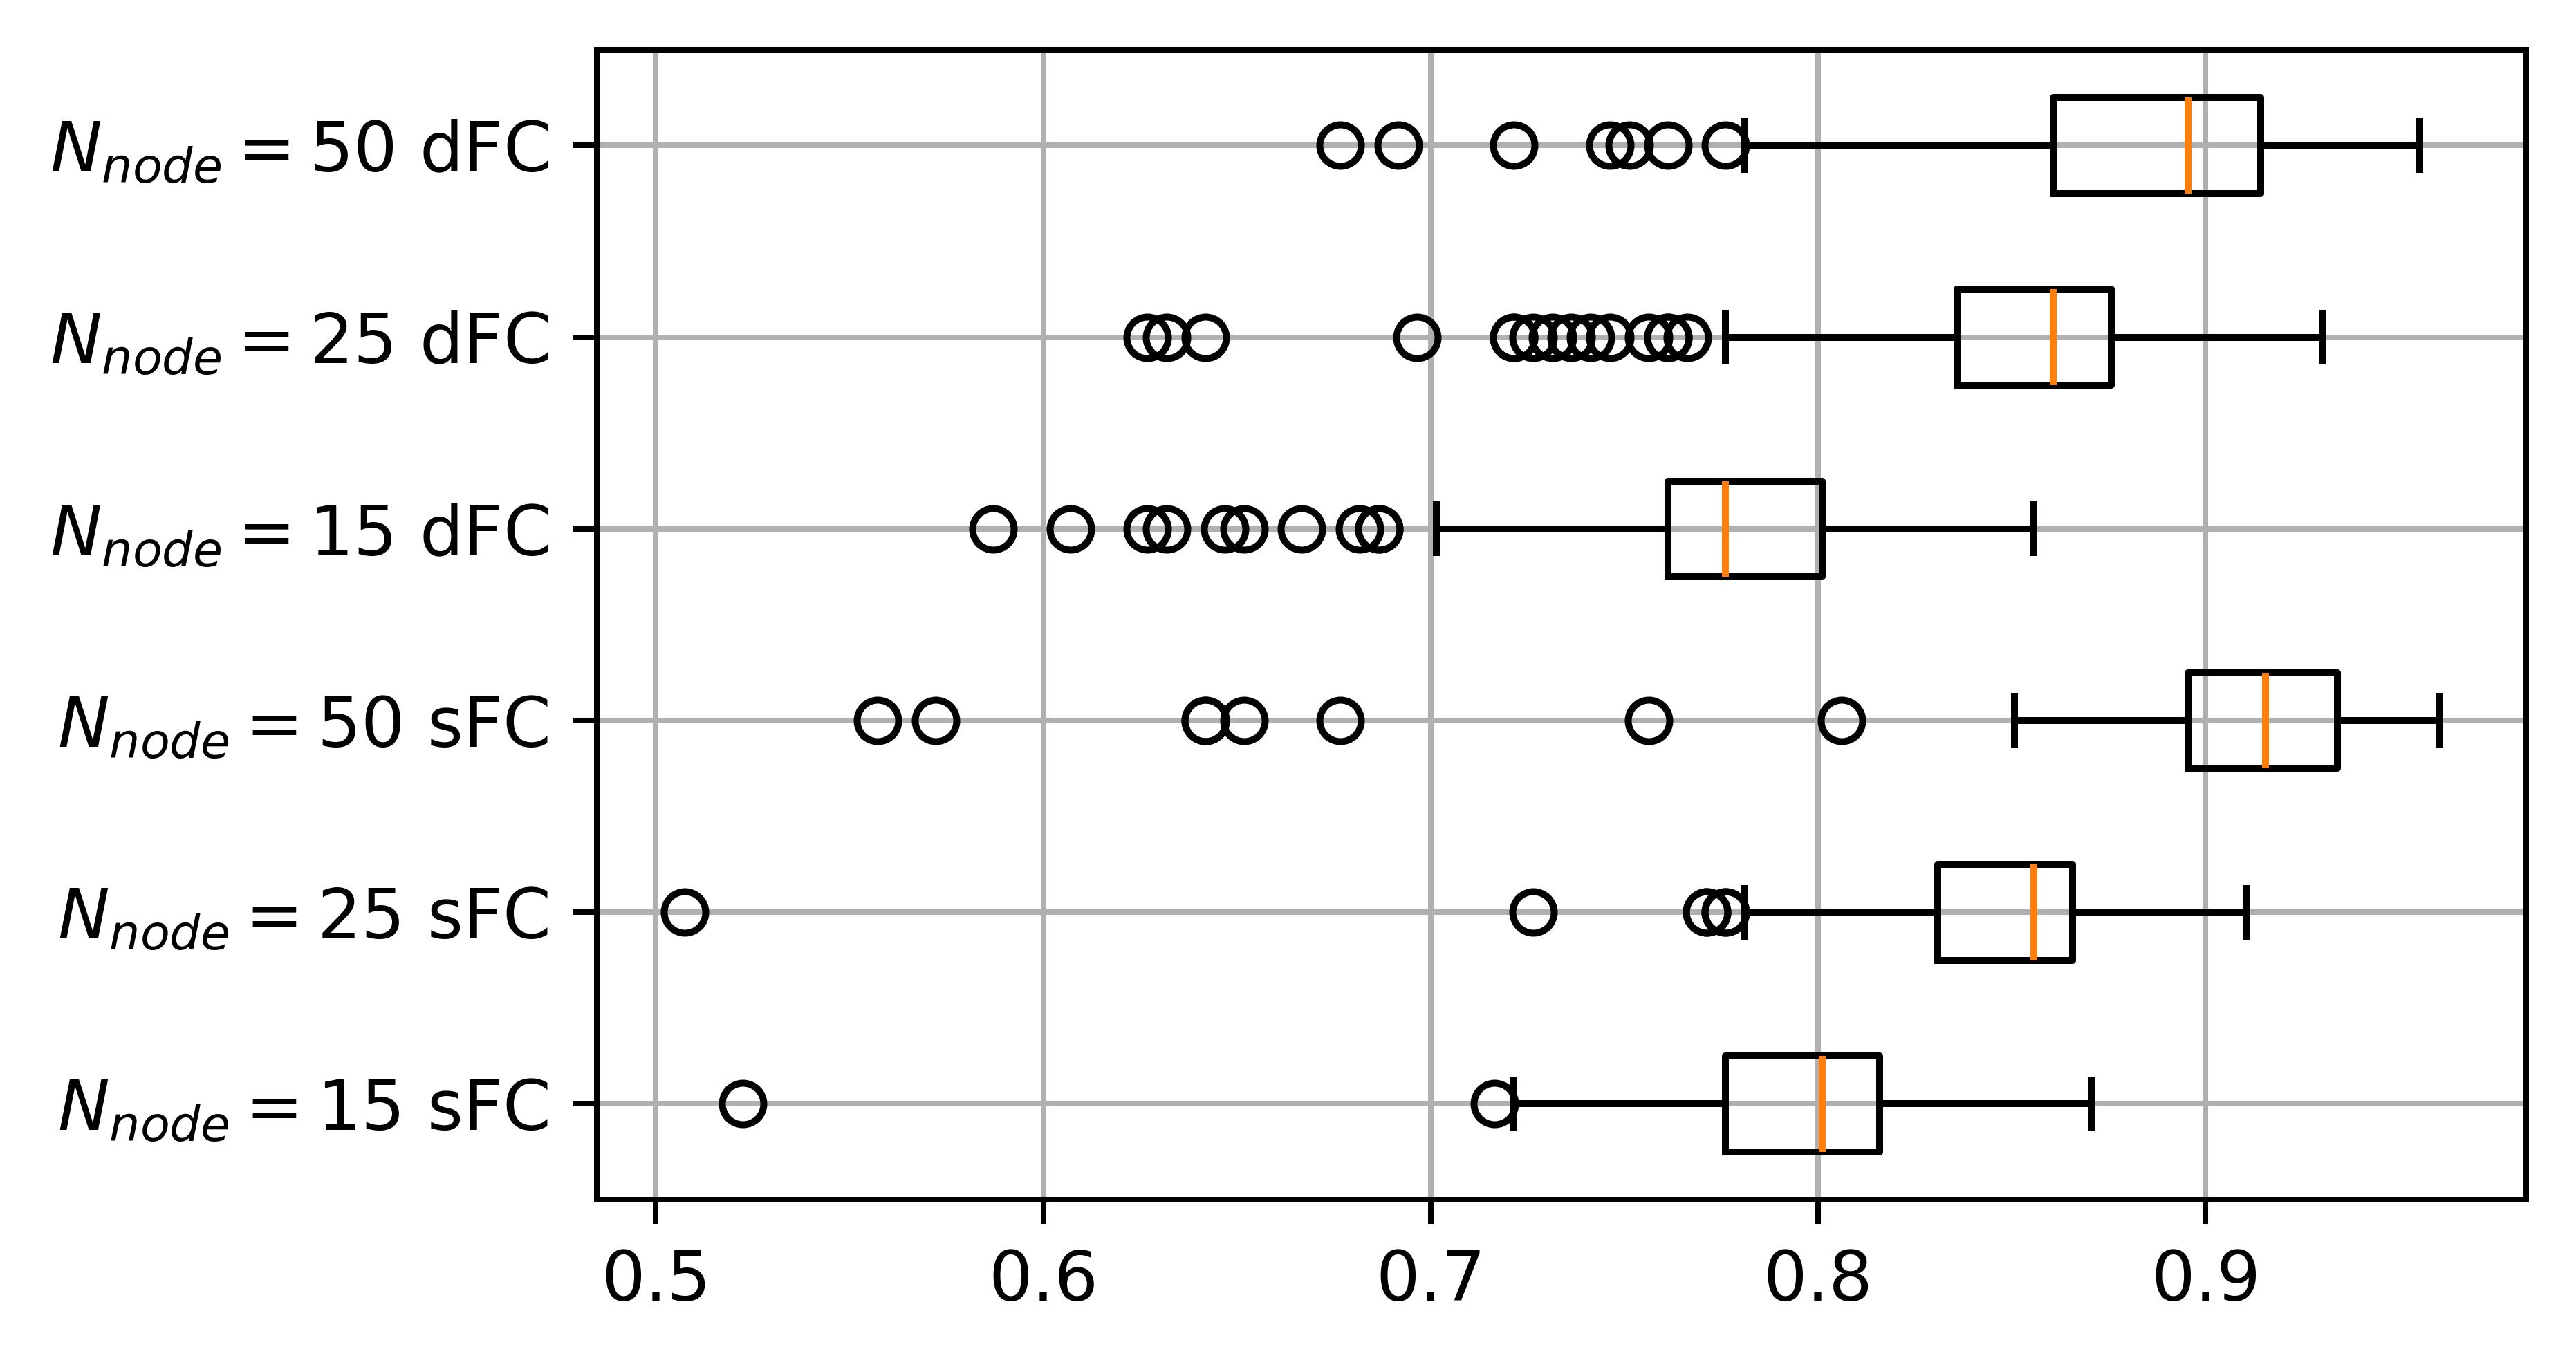 N_node = 50 dFC
N_node = 25 dFC
N_node = 15 dFC
N_node = 50 sFC
N_node = 25 sFC
N_node = 15 sFC
0.5 0.6 0.7 0.8 0.9